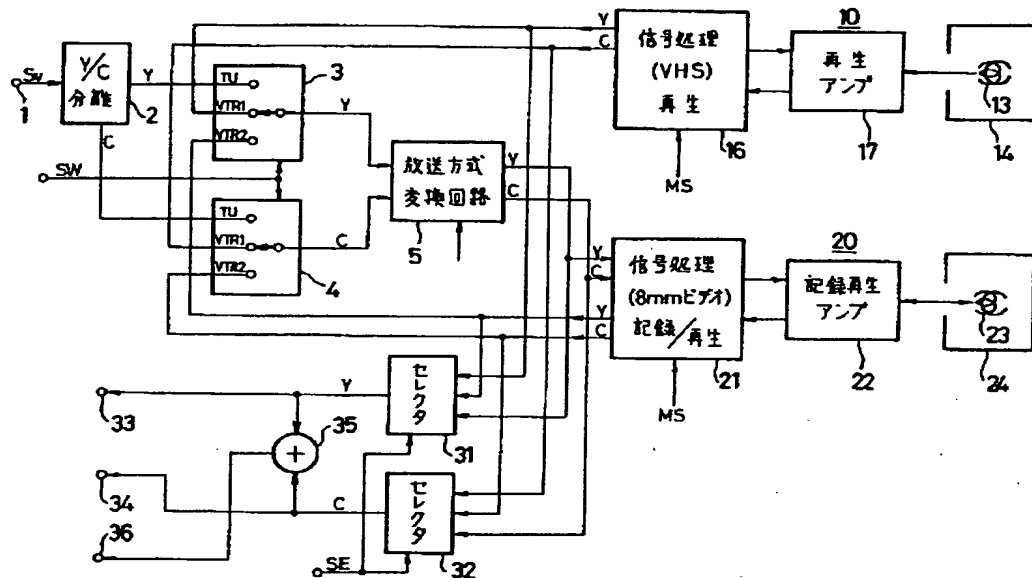 Sv
1
Y/C
分離
2
Y
C
SW
TU
VTR1
VTR2
3
Y
TU
VTR1
VTR2
4
C
放送方式
変換回路
5
Y
C
Y
C
信号処理
(VHS)
再生
16
MS
10
再生
アンプ
17
13
14
Y
C
Y
C
信号処理
(8mmビデオ)
記録/再生
21
MS
20
記録再生
アンプ
22
23
24
33
Y
セレクタ
31
35
+
34
C
セレクタ
32
36
SE